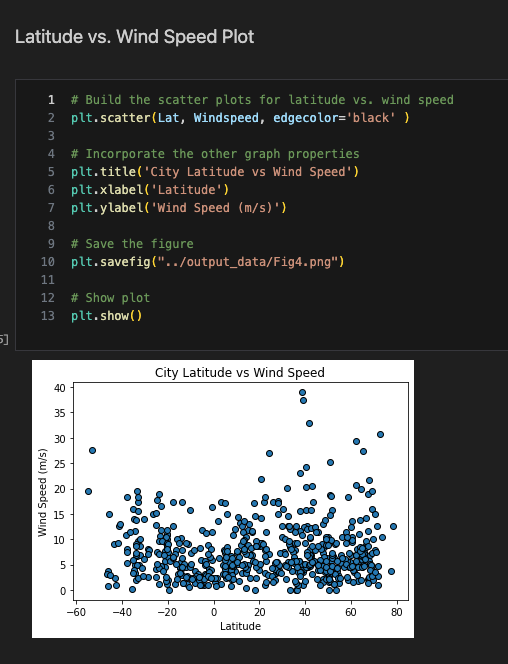 Latitude vs. Wind Speed Plot
1 # Build the scatter plots for latitude vs. wind speed
2 plt.scatter(Lat, Windspeed, edgecolor='black' )
3
4 # Incorporate the other graph properties
5 plt.title('City Latitude vs Wind Speed')
6 plt.xlabel('Latitude')
7 plt.ylabel('Wind Speed (m/s)')
8
9 # Save the figure
10 plt.savefig("../output_data/Fig4.png")
11
12 # Show plot
13 plt.show()
5]
City Latitude vs Wind Speed
40
35
30
25
20
15
10
5
0
Wind Speed (m/s)
−60 −40 −20 0 20 40 60 80
Latitude